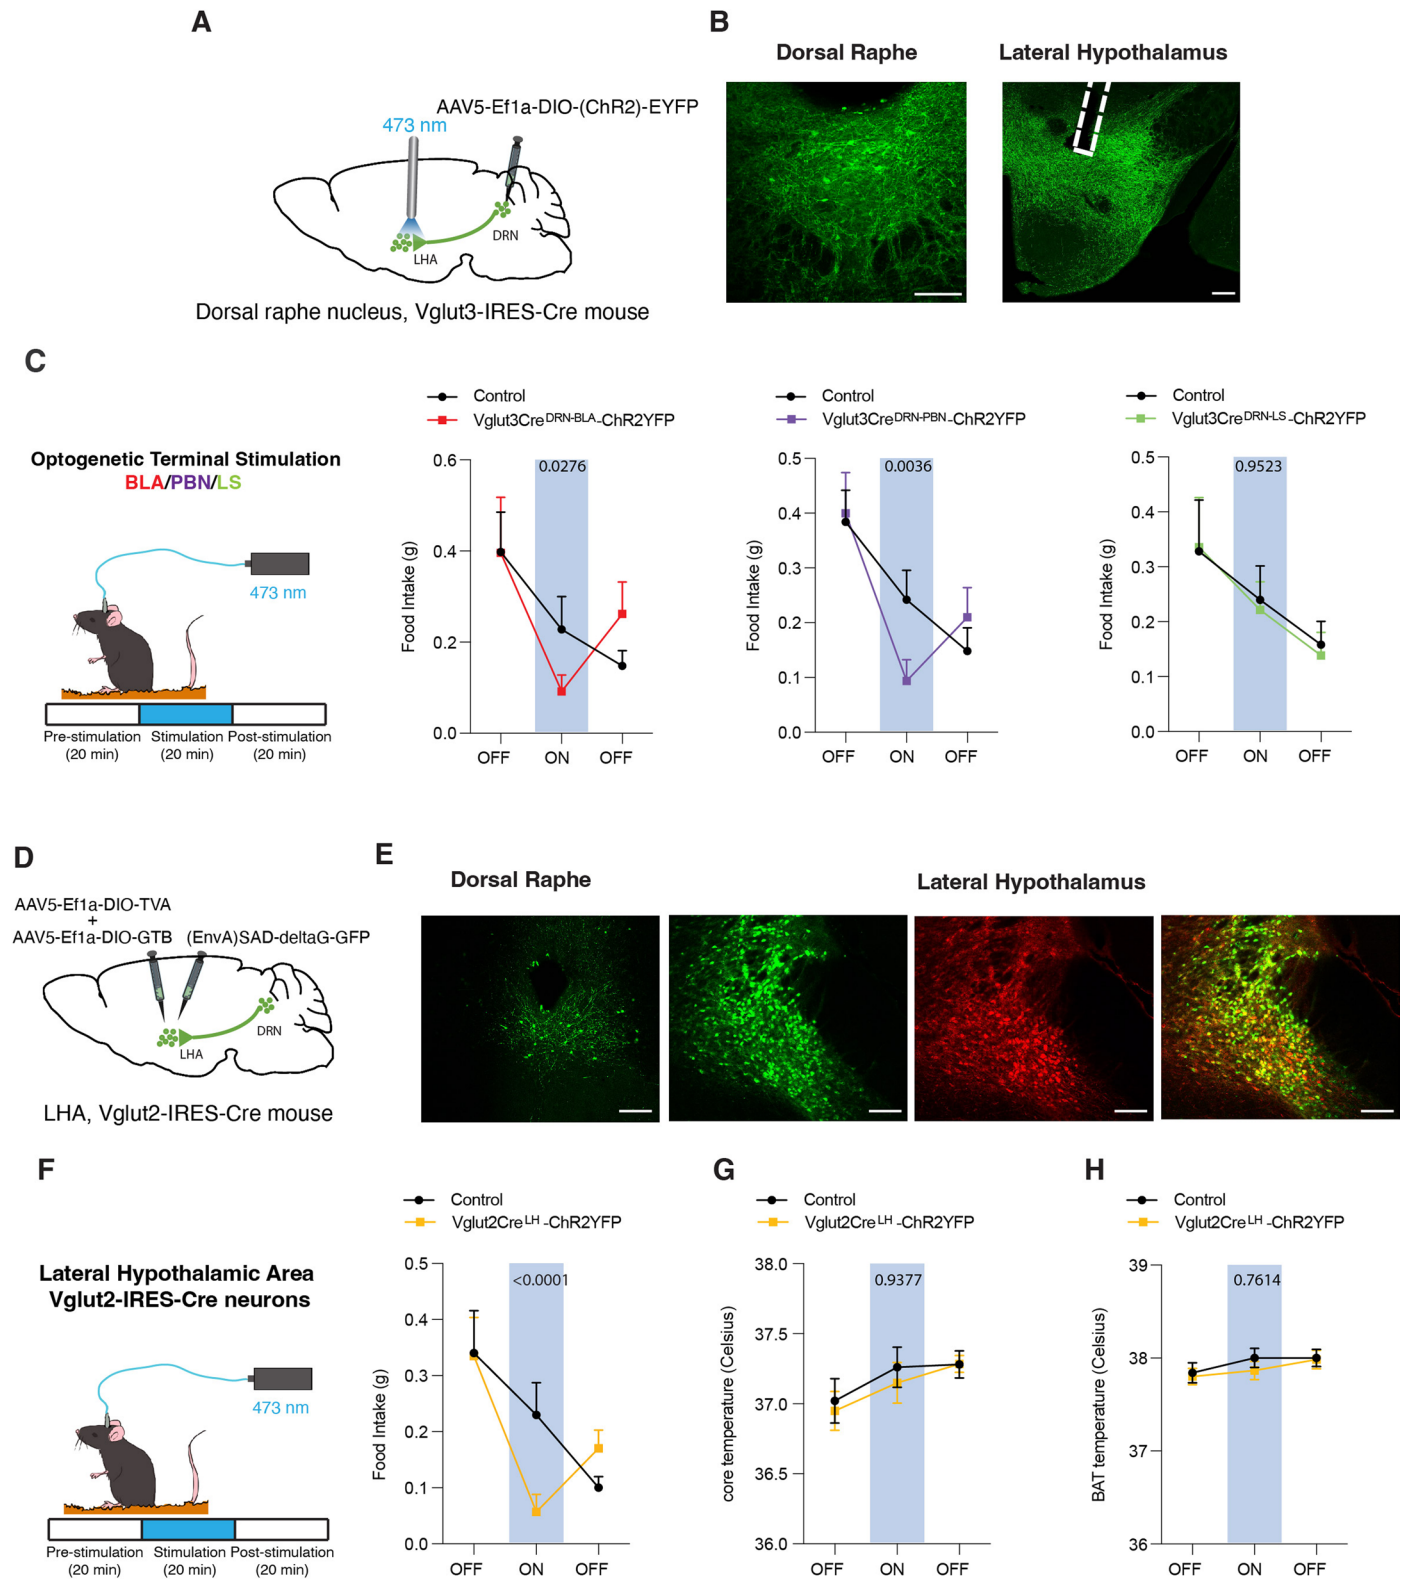 A
AAV5-Ef1a-DIO-(ChR2)-EYFP
473 nm
DRN
LHA
Dorsal raphe nucleus, Vglut3-IRES-Cre mouse
B
Dorsal Raphe
Lateral Hypothalamus
C
Optogenetic Terminal Stimulation
BLA/PBN/LS
473 nm
Pre-stimulation Stimulation Post-stimulation
(20 min) (20 min) (20 min)
Control
Vglut3Cre DRN-BLA-ChR2YFP
0.0276
0.6
0.4
0.2
0.0
Food Intake (g)
OFF ON OFF
Control
Vglut3Cre DRN-PBN-ChR2YFP
0.0036
0.5
0.4
0.3
0.2
0.1
0.0
Food Intake (g)
OFF ON OFF
Control
Vglut3Cre DRN-LS-ChR2YFP
0.9523
0.5
0.4
0.3
0.2
0.1
0.0
Food Intake (g)
OFF ON OFF
D
AAV5-Ef1a-DIO-TVA
+
AAV5-Ef1a-DIO-GTB (EnvA)SAD-deltaG-GFP
DRN
LHA
LHA, Vglut2-IRES-Cre mouse
E
Dorsal Raphe
Lateral Hypothalamus
F
Lateral Hypothalamic Area
Vglut2-IRES-Cre neurons
473 nm
Pre-stimulation Stimulation Post-stimulation
(20 min) (20 min) (20 min)
Control
Vglut2Cre LH -ChR2YFP
<0.0001
0.5
0.4
0.3
0.2
0.1
0.0
Food Intake (g)
OFF ON OFF
G
Control
Vglut2Cre LH -ChR2YFP
0.9377
38.0
37.5
37.0
36.5
36.0
core temperature (Celsius)
OFF ON OFF
H
Control
Vglut2Cre LH -ChR2YFP
0.7614
39
38
37
36
BAT temperature (Celsius)
OFF ON OFF